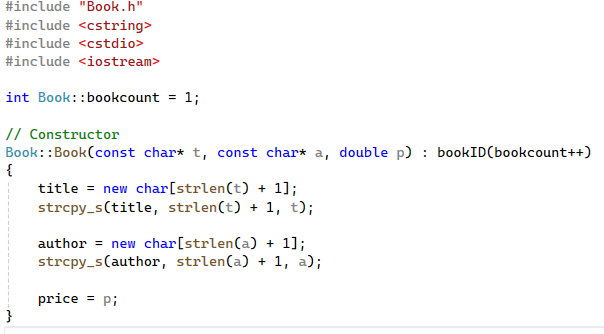 #include "Book.h"
#include <cstring>
#include <cstdio>
#include <iostream>

int Book::bookcount = 1;

// Constructor
Book::Book(const char* t, const char* a, double p) : bookID(bookcount++)
{
    title = new char[strlen(t) + 1];
    strcpy_s(title, strlen(t) + 1, t);

    author = new char[strlen(a) + 1];
    strcpy_s(author, strlen(a) + 1, a);

    price = p;
}